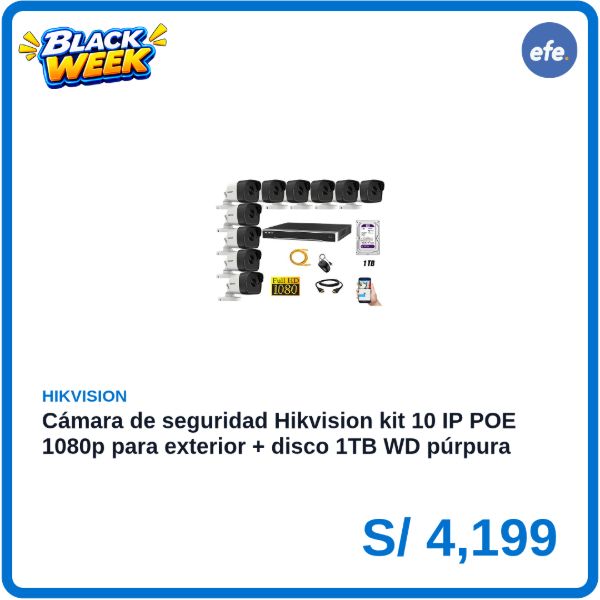 BLACK
WEEK
efe.
1TB
Full HD
1080
HIKVISION
Cámara de seguridad Hikvision kit 10 IP POE
1080p para exterior + disco 1TB WD púrpura
S/ 4,199